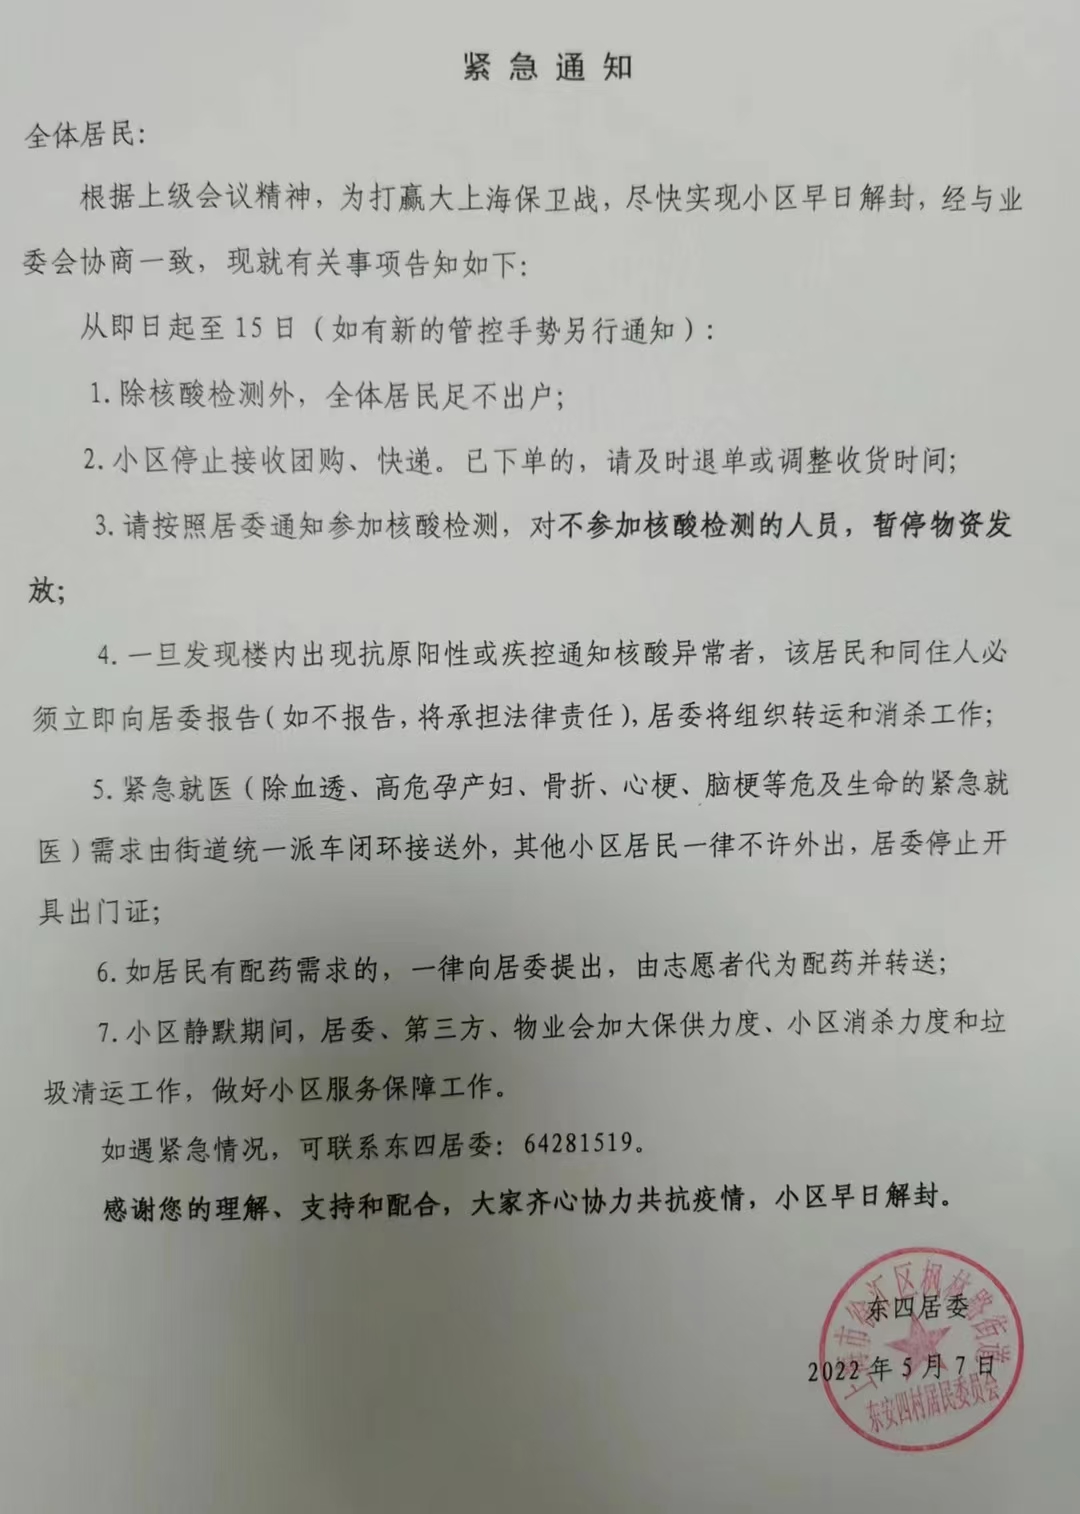 紧急通知
全体居民：
根据上级会议精神，为打赢大上海保卫战，尽快实现小区早日解封，经与业
委会协商一致，现就有关事项告知如下：
从即日起至 15 日（如有新的管控手势另行通知）：
1. 除核酸检测外，全体居民足不出户；
2. 小区停止接收团购、快递。已下单的，请及时退单或调整收货时间；
3. 请按照居委通知参加核酸检测，对不参加核酸检测的人员，暂停物资发
放；
4. 一旦发现楼内出现抗原阳性或疾控通知核酸异常者，该居民和同住人必
须立即向居委报告（如不报告，将承担法律责任），居委将组织转运和消杀工作；
5. 紧急就医（除血透、高危孕产妇、骨折、心梗、脑梗等危及生命的紧急就
医）需求由街道统一派车闭环接送外，其他小区居民一律不许外出，居委停止开
具出门证；
6. 如居民有配药需求的，一律向居委提出，由志愿者代为配药并转送；
7. 小区静默期间，居委、第三方、物业会加大保供力度、小区消杀力度和垃
圾清运工作，做好小区服务保障工作。
如遇紧急情况，可联系东四居委：64281519。
感谢您的理解、支持和配合，大家齐心协力共抗疫情，小区早日解封。
东四居委
2022 年 5 月 7 日
上海市徐汇区枫林路街道
东安四村居民委员会